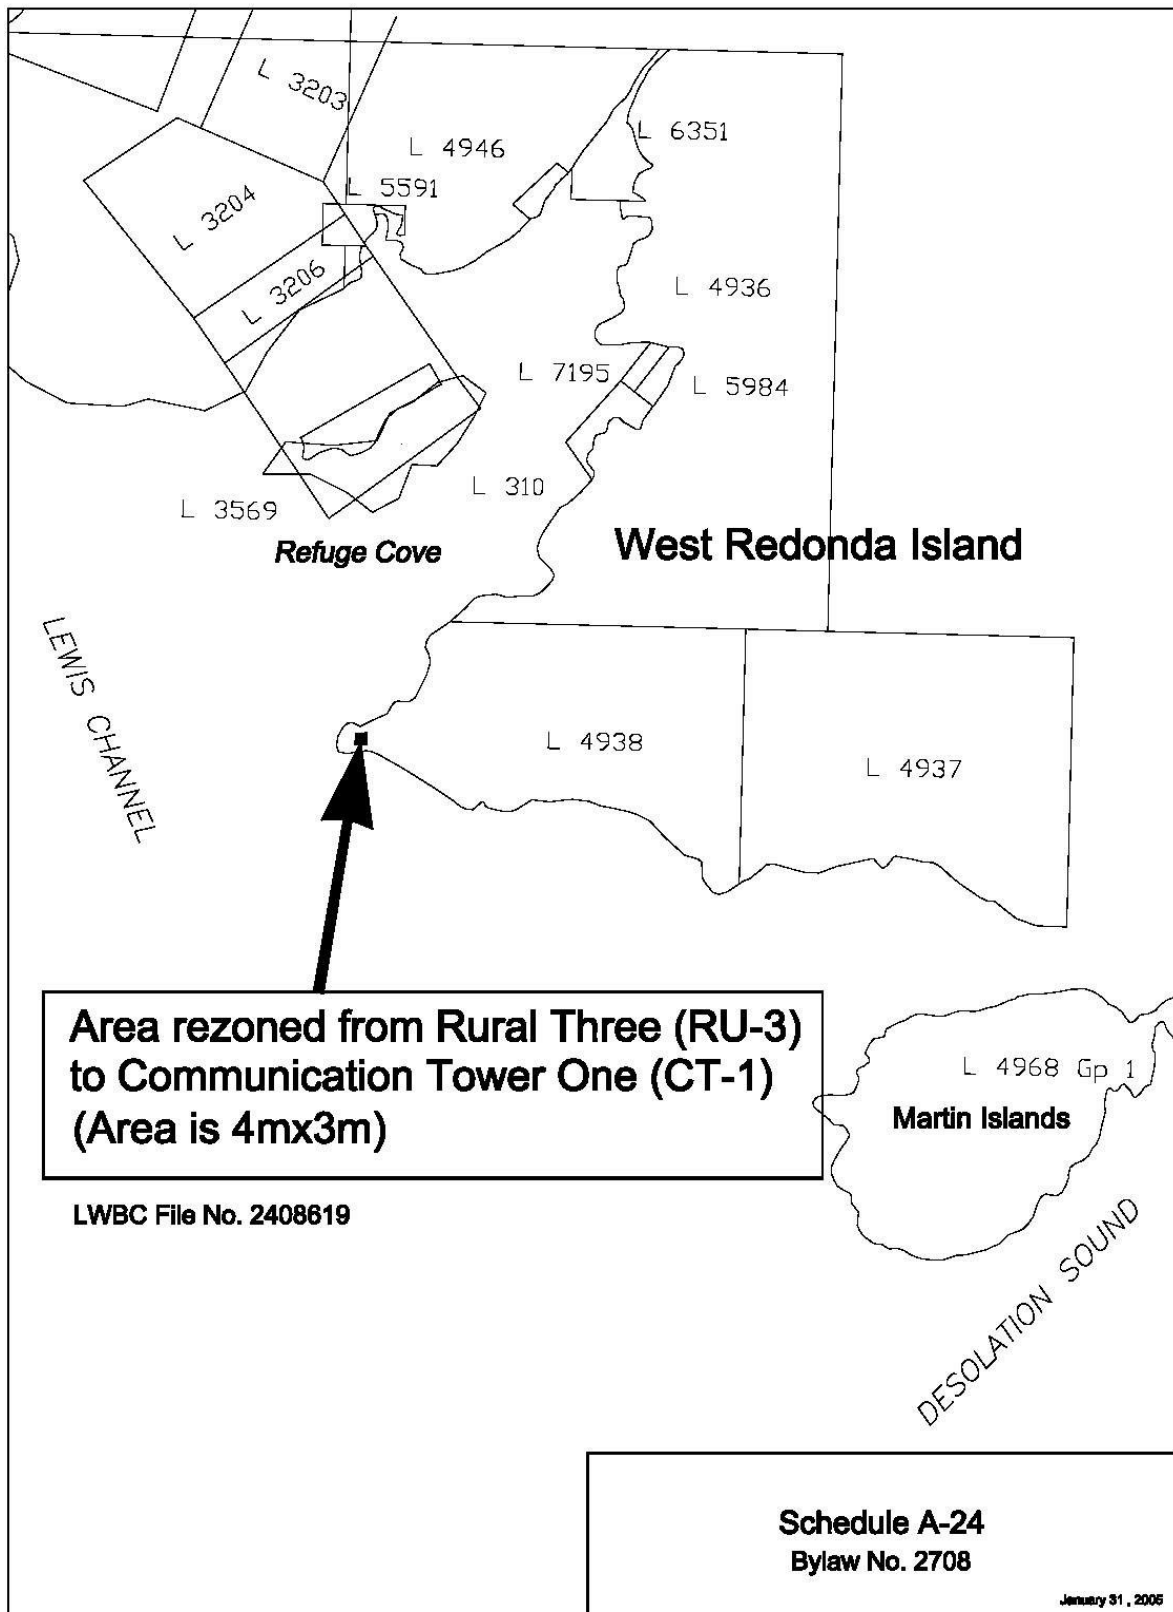 L 3203
L 4946
L 6351
L 5591
L 3204
L 3206
L 4936
L 7195
L 5984
L 310
L 3569
Refuge Cove
West Redonda Island
LEWIS CHANNEL
L 4938
L 4937
Area rezoned from Rural Three (RU-3)
to Communication Tower One (CT-1)
(Area is 4mx3m)
L 4968 Gp 1
Martin Islands
LWBC File No. 2408619
DESOLATION SOUND
Schedule A-24
Bylaw No. 2708
January 31, 2005